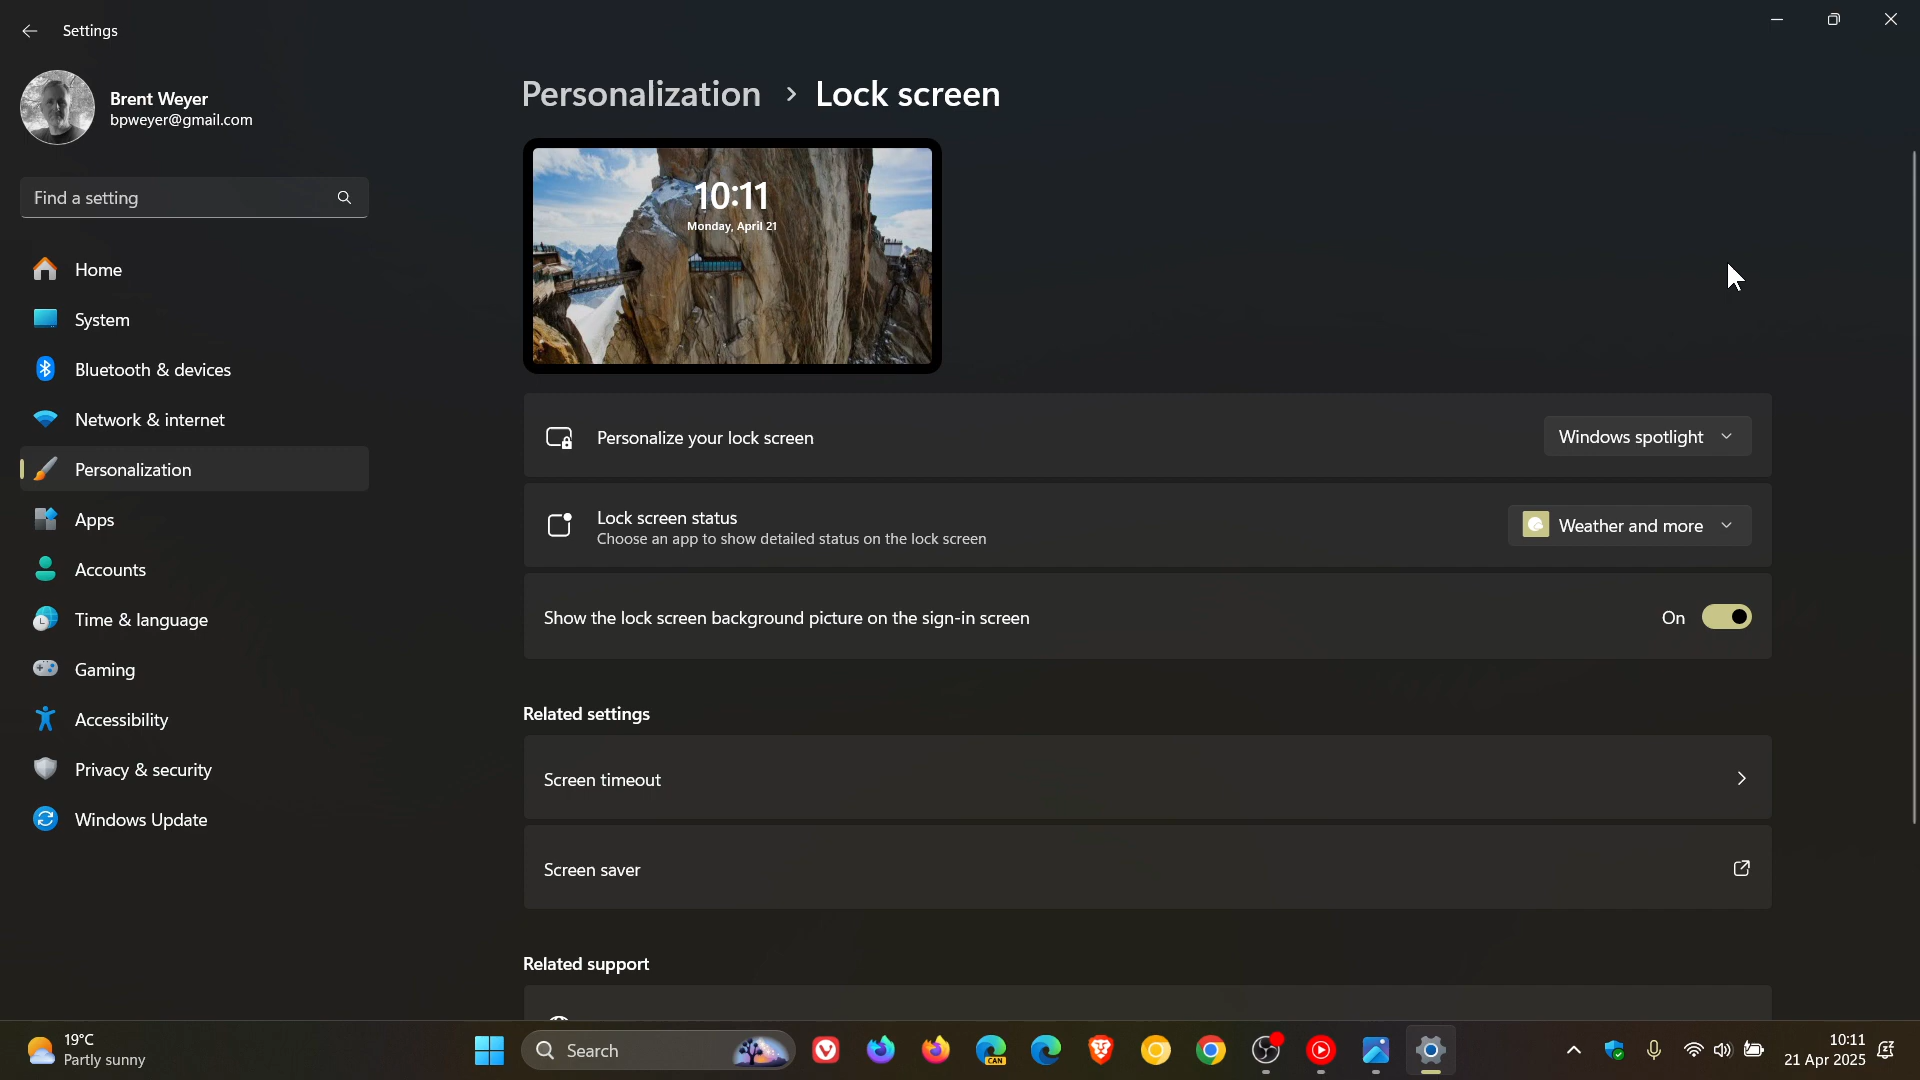 Settings
Brent Weyer
bpweyer@gmail.com
Find a setting
Home
System
Bluetooth & devices
Network & internet
Personalization
Apps
Accounts
Time & language
Gaming
Accessibility
Privacy & security
Windows Update
Personalization > Lock screen
10:11
Monday, April 21
Personalize your lock screen
Windows spotlight
Lock screen status
Choose an app to show detailed status on the lock screen
Weather and more
Show the lock screen background picture on the sign-in screen
On
Related settings
Screen timeout
Screen saver
Related support
19°C
Partly sunny
Search
CAN
10:11
21 Apr 2025